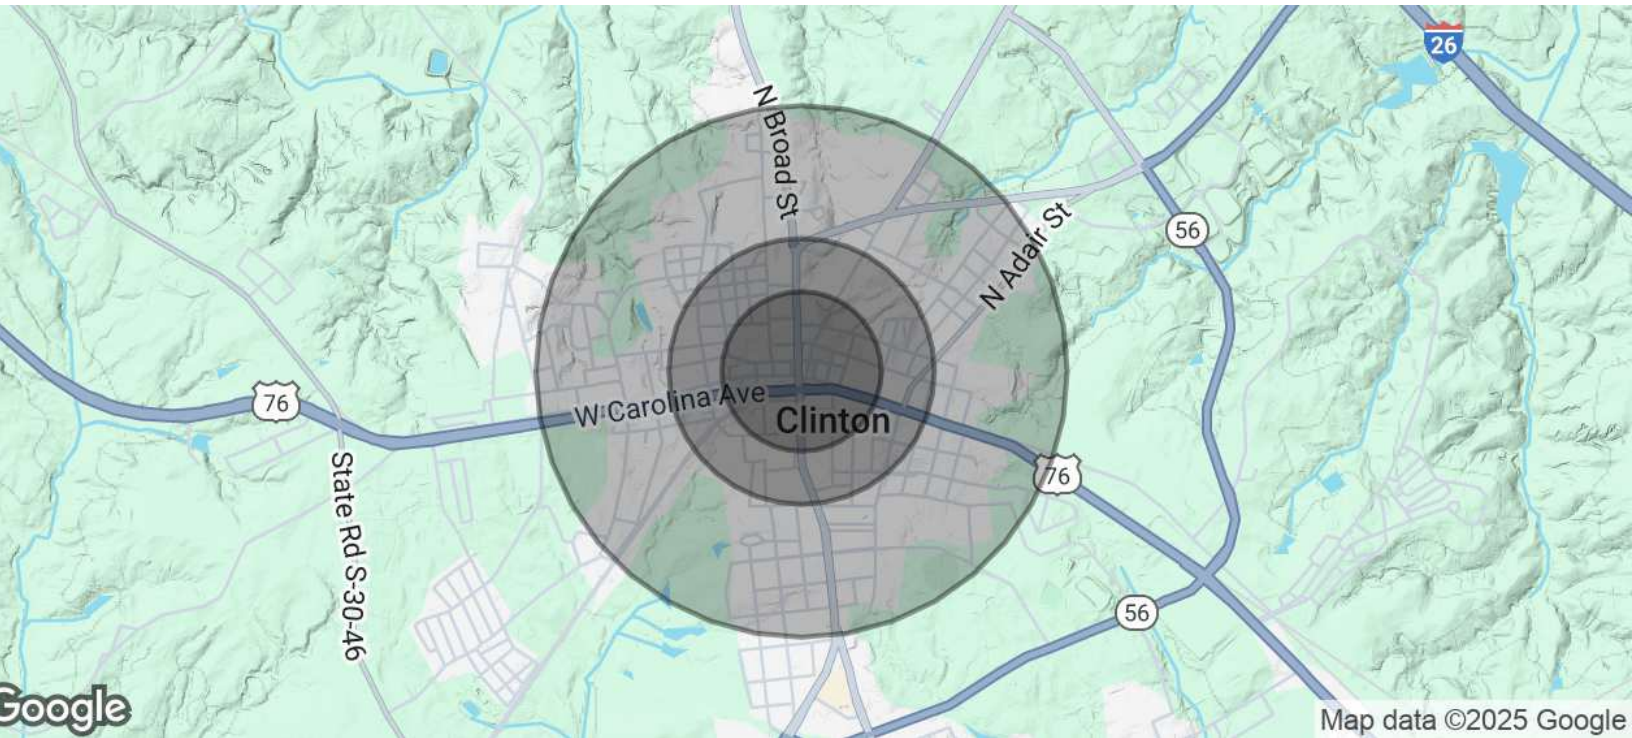 26
N Broad St
56
N Adair St
76
W Carolina Ave
Clinton
76
State Rd S-30-46
56
Google
Map data ©2025 Google